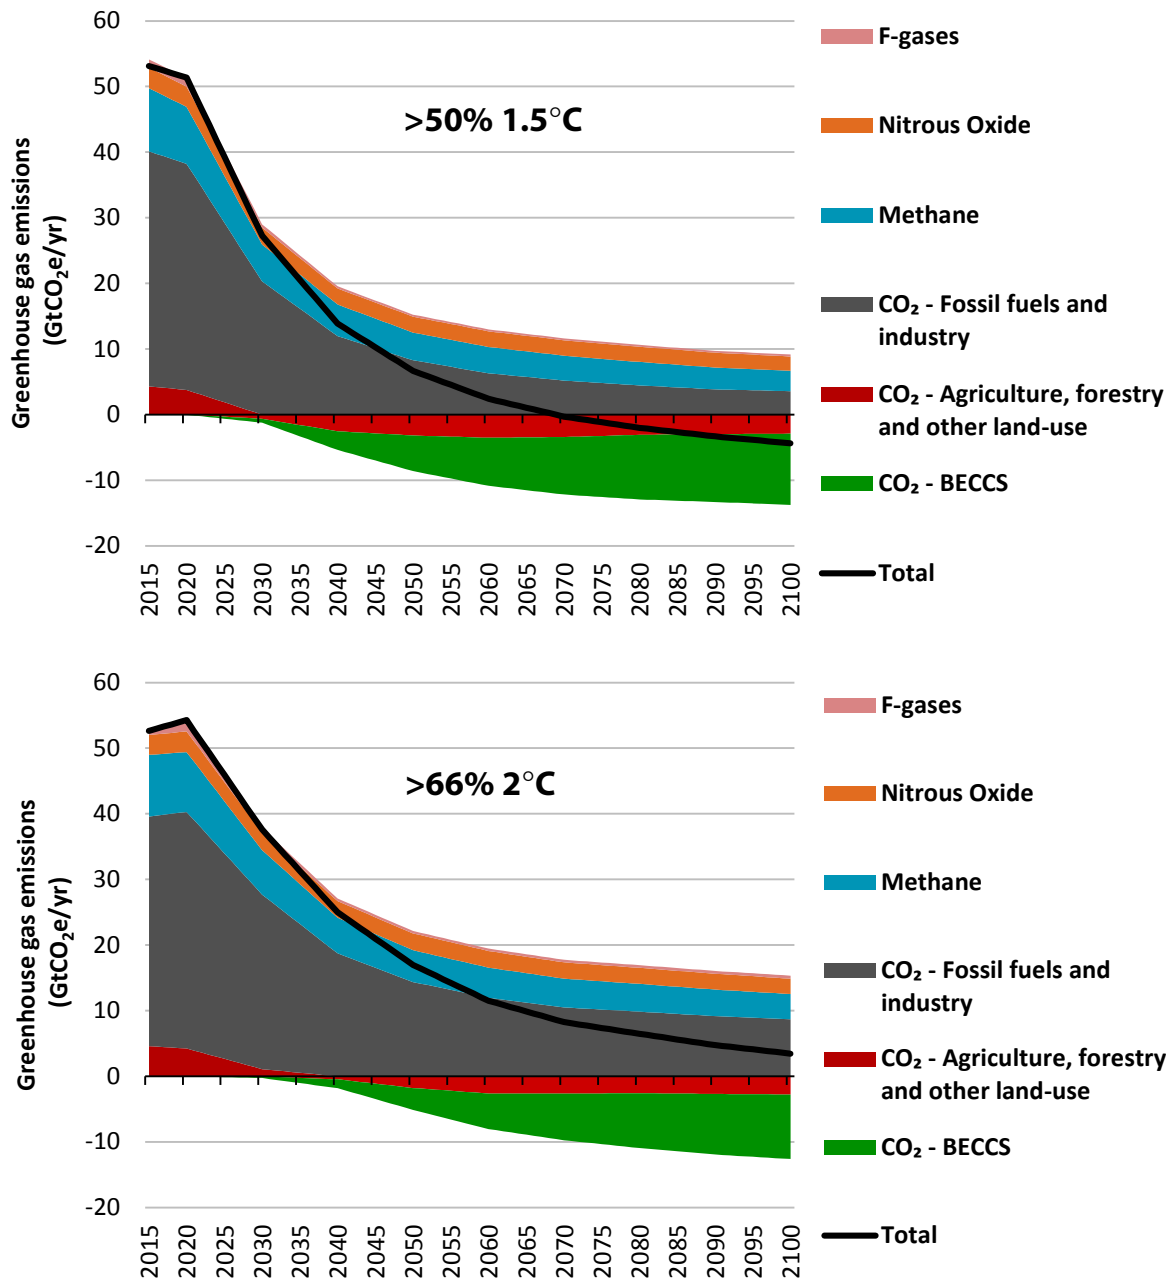 60
50
40
30
20
10
0
-10
-20
Greenhouse gas emissions
(GtCO₂e/yr)
>50% 1.5°C
2015
2020
2025
2030
2035
2040
2045
2050
2055
2060
2065
2070
2075
2080
2085
2090
2095
2100
F-gases
Nitrous Oxide
Methane
CO₂ - Fossil fuels and
industry
CO₂ - Agriculture, forestry
and other land-use
CO₂ - BECCS
Total
60
50
40
30
20
10
0
-10
-20
Greenhouse gas emissions
(GtCO₂e/yr)
>66% 2°C
2015
2020
2025
2030
2035
2040
2045
2050
2055
2060
2065
2070
2075
2080
2085
2090
2095
2100
F-gases
Nitrous Oxide
Methane
CO₂ - Fossil fuels and
industry
CO₂ - Agriculture, forestry
and other land-use
CO₂ - BECCS
Total